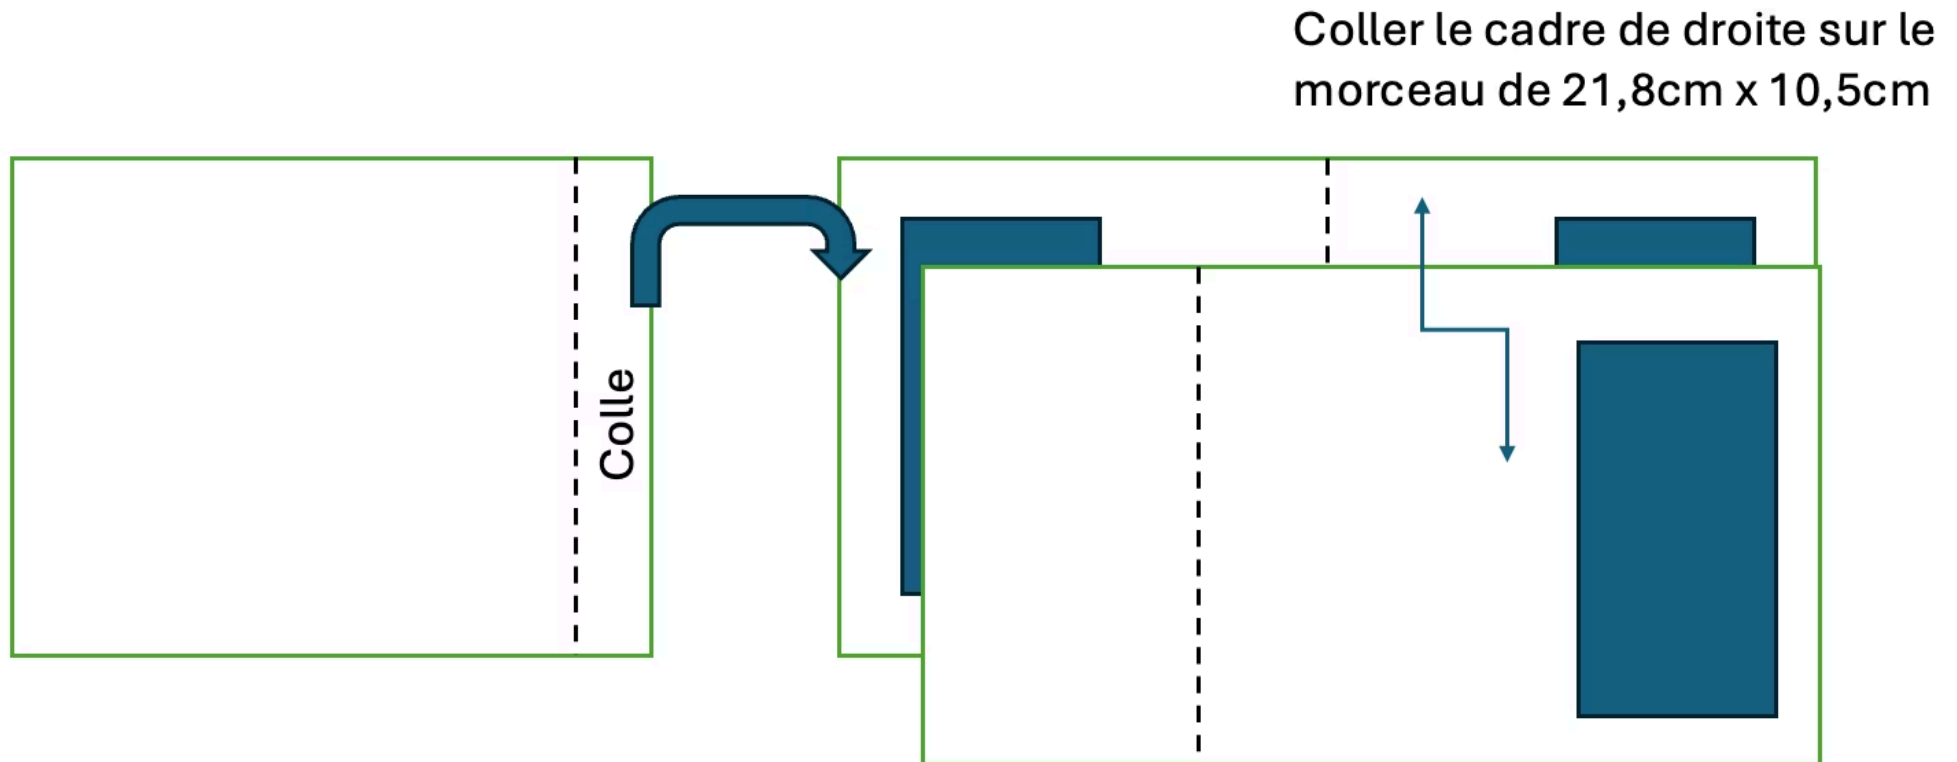 Coller le cadre de droite sur le
morceau de 21,8cm x 10,5cm
Colle